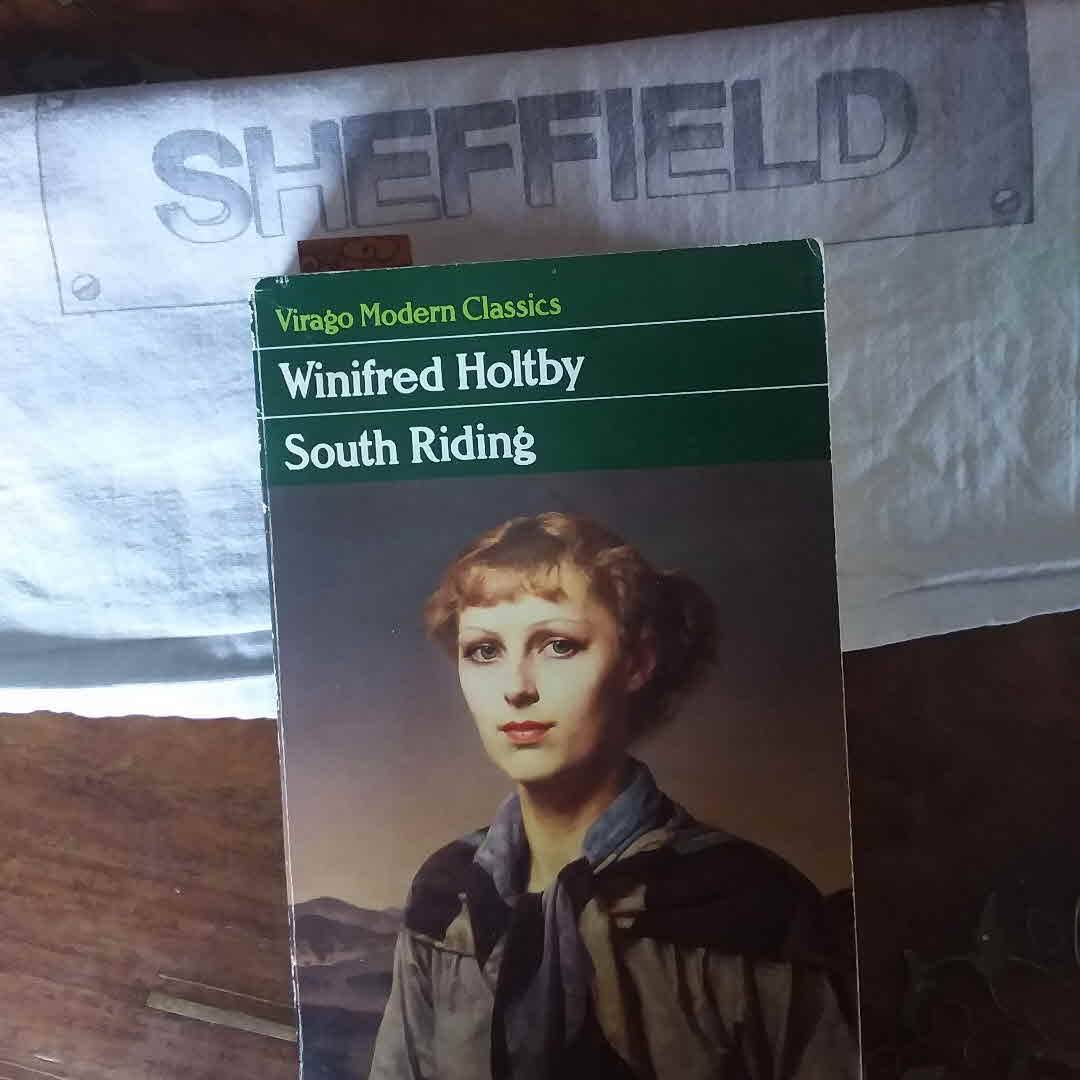 SHEFFIELD
Virago Modern Classics
Winifred Holtby
South Riding